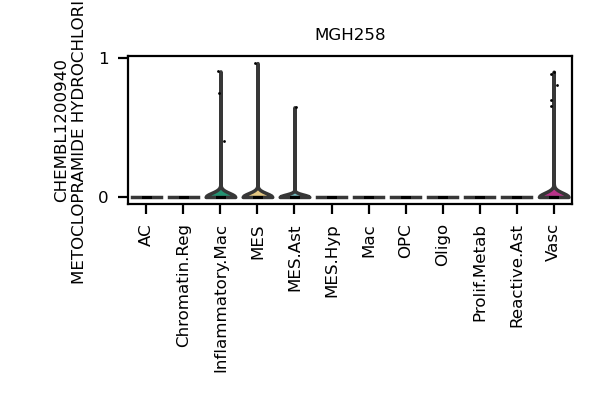 MGH258
CHEMBL1200940
METOCLOPRAMIDE HYDROCHLORI
1
0
AC
Chromatin.Reg
Inflammatory.Mac
MES
MES.Ast
MES.Hyp
Mac
OPC
Oligo
Prolif.Metab
Reactive.Ast
Vasc